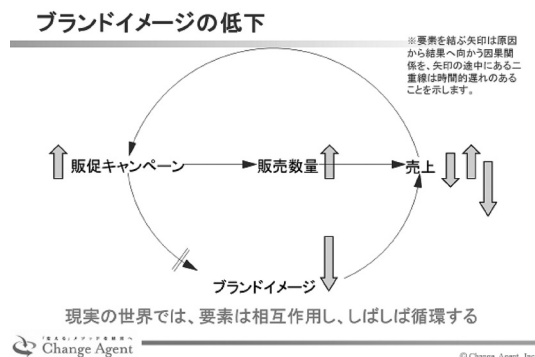 ブランドイメージの低下
※要素を結ぶ矢印は原因
から結果へ向かう因果関
係を、矢印の途中にある二
重線は時間的遅れのある
ことを示します。
販促キャンペーン
販売数量
売上
ブランドイメージ
現実の世界では、要素は相互作用し、しばしば循環する
Change Agent
© Change Agent, Inc